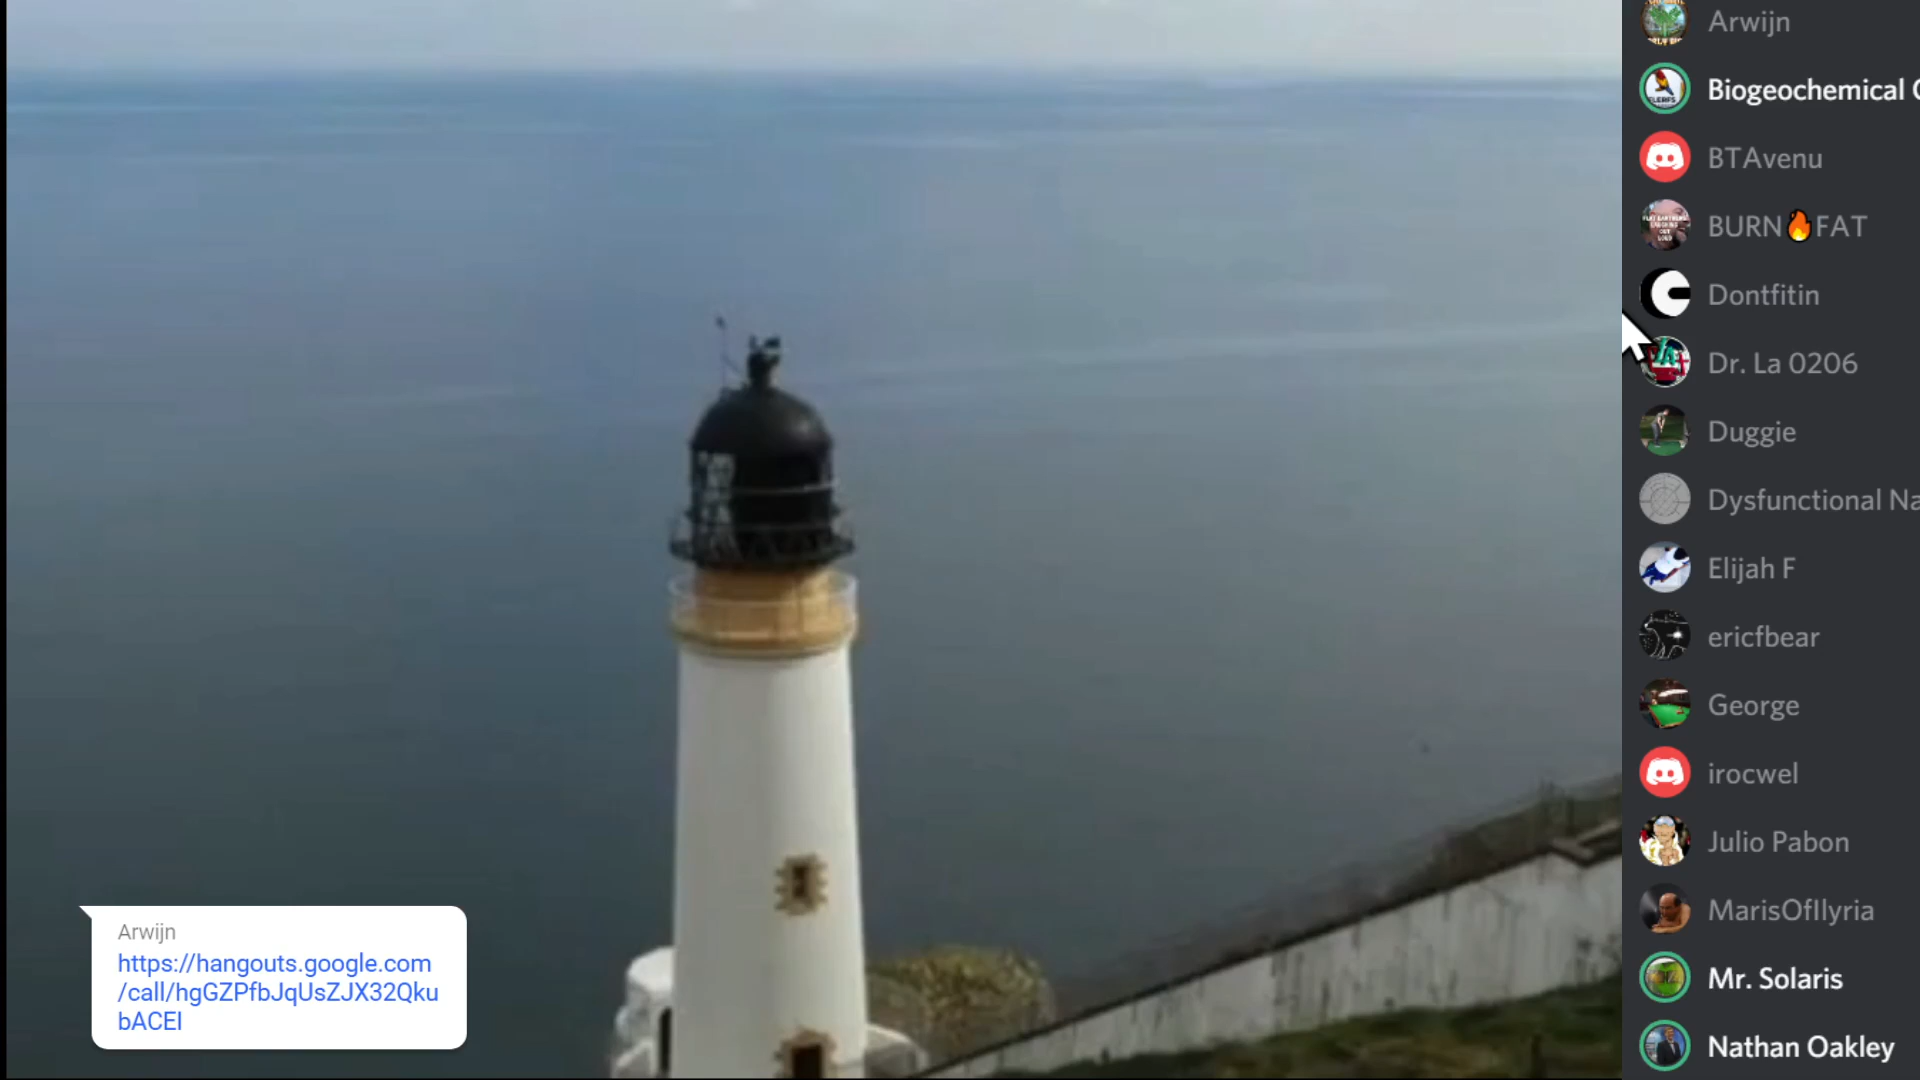 Arwijn
Biogeochemical
BTAvenu
BURN🔥FAT
Dontfitin
Dr. La 0206
Duggie
Dysfunctional Na
Elijah F
ericfbear
George
irocwel
Julio Pabon
MarisOfIlyria
Mr. Solaris
Nathan Oakley
Arwijn
https://hangouts.google.com
/call/hgGZPfbJqUsZJX32Qku
bACEI